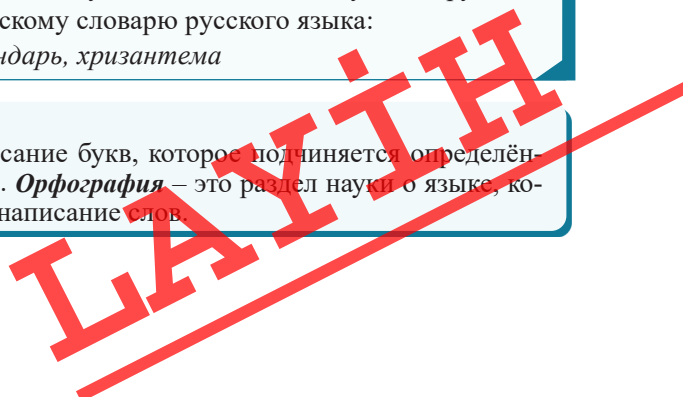 скому словарю русского языка:
ндарь, хризантема
сание букв, которое подчиняется определён-
. Орфография – это раздел науки о языке, ко-
написание слов.
LAYİH